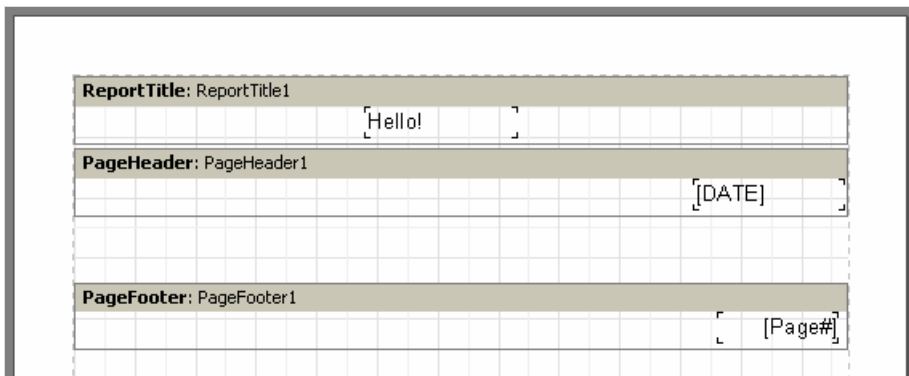 ReportTitle: ReportTitle1
Hello!
PageHeader: PageHeader1
[DATE]
PageFooter: PageFooter1
[Page#]